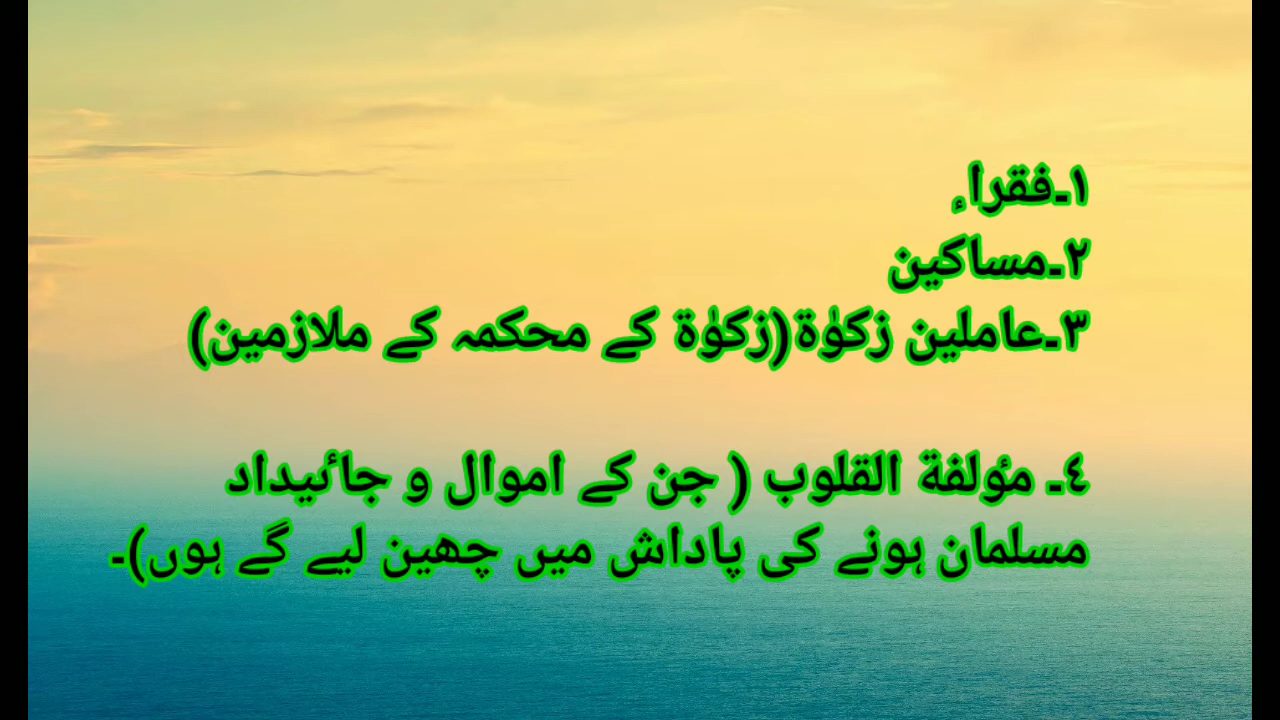 ١۔فقراء
٢۔مساکین
٣۔عاملین زکوٰۃ(زکوٰۃ کے محکمہ کے ملازمین)
٤۔ مؤلفة القلوب ( جن کے اموال و جائیداد
مسلمان ہونے کی پاداش میں چھین لیے گے ہوں)۔